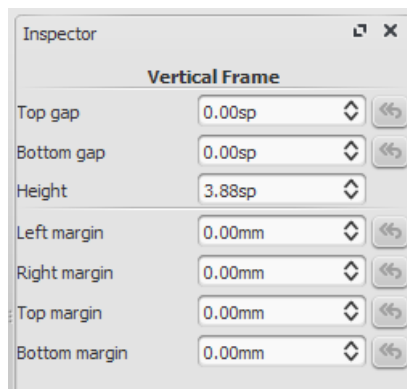 Inspector
Vertical Frame
Top gap 0.00sp
Bottom gap 0.00sp
Height 3.88sp
Left margin 0.00mm
Right margin 0.00mm
Top margin 0.00mm
Bottom margin 0.00mm